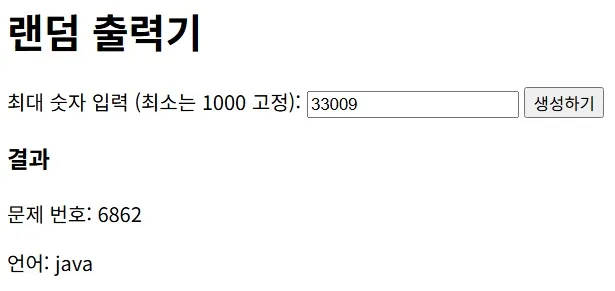 랜덤 출력기
최대 숫자 입력 (최소는 1000 고정): 33009 생성하기
결과
문제 번호: 6862
언어: java